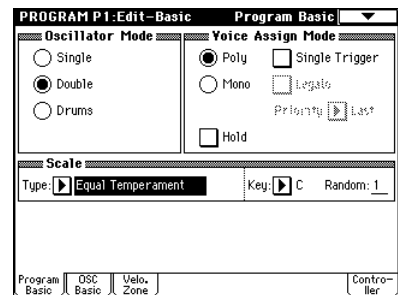 PROGRAM P1:Edit-Basic Program Basic
Oscillator Mode Voice Assign Mode
Single Poly Single Trigger
Double Mono Legato
Drums Priority Last
Hold
Scale
Type: Equal Temperament Key: C Random: 1
Program Basic OSC Basic Velo. Zone Contro- ller